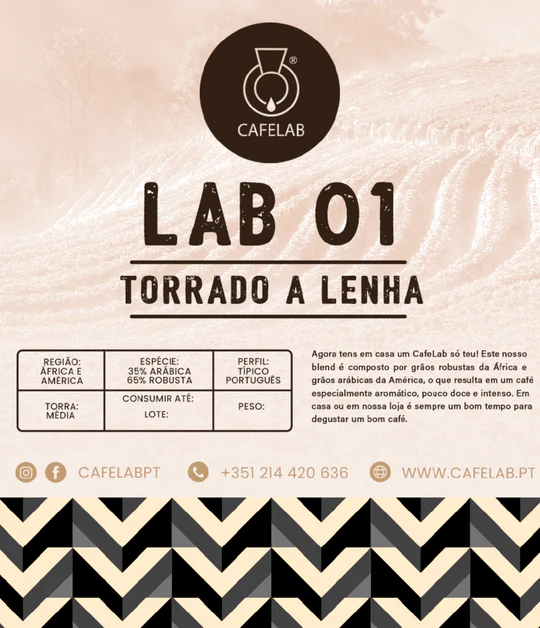 ®
CAFELAB
LAB 01
TORRADO A LENHA
REGIÃO:
ÁFRICA E
AMÉRICA
ESPÉCIE:
35% ARÁBICA
65% ROBUSTA
PERFIL:
TÍPICO
PORTUGUÊS
TORRA:
MÉDIA
CONSUMIR ATÉ:
LOTE:
PESO:
Agora tens em casa um CafeLab só teu! Este nosso
blend é composto por grãos robustas da África e
grãos arábicas da América, o que resulta em um café
especialmente aromático, pouco doce e intenso. Em
casa ou em nossa loja é sempre um bom tempo para
degustar um bom café.
CAFELABPT
+351 214 420 636
WWW.CAFELAB.PT